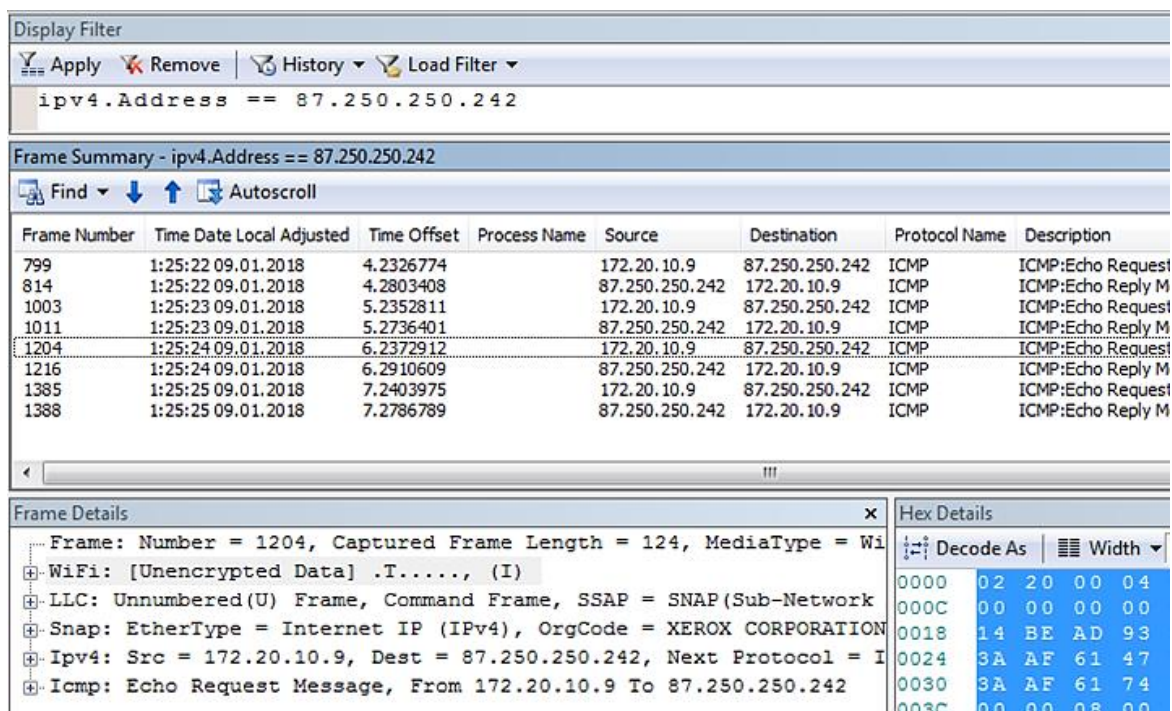 Display Filter
Apply Remove History Load Filter
ipv4.Address == 87.250.250.242
Frame Summary - ipv4.Address == 87.250.250.242
Find Autoscroll
Frame Number Time Date Local Adjusted Time Offset Process Name Source Destination Protocol Name Description
799 1:25:22 09.01.2018 4.2326774 172.20.10.9 87.250.250.242 ICMP ICMP:Echo Request
814 1:25:22 09.01.2018 4.2803408 87.250.250.242 172.20.10.9 ICMP ICMP:Echo Reply M
1003 1:25:23 09.01.2018 5.2352811 172.20.10.9 87.250.250.242 ICMP ICMP:Echo Request
1011 1:25:23 09.01.2018 5.2736401 87.250.250.242 172.20.10.9 ICMP ICMP:Echo Reply M
1204 1:25:24 09.01.2018 6.2372912 172.20.10.9 87.250.250.242 ICMP ICMP:Echo Request
1216 1:25:24 09.01.2018 6.2910609 87.250.250.242 172.20.10.9 ICMP ICMP:Echo Reply M
1385 1:25:25 09.01.2018 7.2403975 172.20.10.9 87.250.250.242 ICMP ICMP:Echo Request
1388 1:25:25 09.01.2018 7.2786789 87.250.250.242 172.20.10.9 ICMP ICMP:Echo Reply M
Frame Details
Frame: Number = 1204, Captured Frame Length = 124, MediaType = Wi
WiFi: [Unencrypted Data] .T....., (I)
LLC: Unnumbered(U) Frame, Command Frame, SSAP = SNAP(Sub-Network
Snap: EtherType = Internet IP (IPv4), OrgCode = XEROX CORPORATION
Ipv4: Src = 172.20.10.9, Dest = 87.250.250.242, Next Protocol = I
Icmp: Echo Request Message, From 172.20.10.9 To 87.250.250.242
Hex Details
Decode As Width
0000 02 20 00 04
000C 00 00 00 00
0018 14 BE AD 93
0024 3A AF 61 47
0030 3A AF 61 74
003C 00 00 08 00